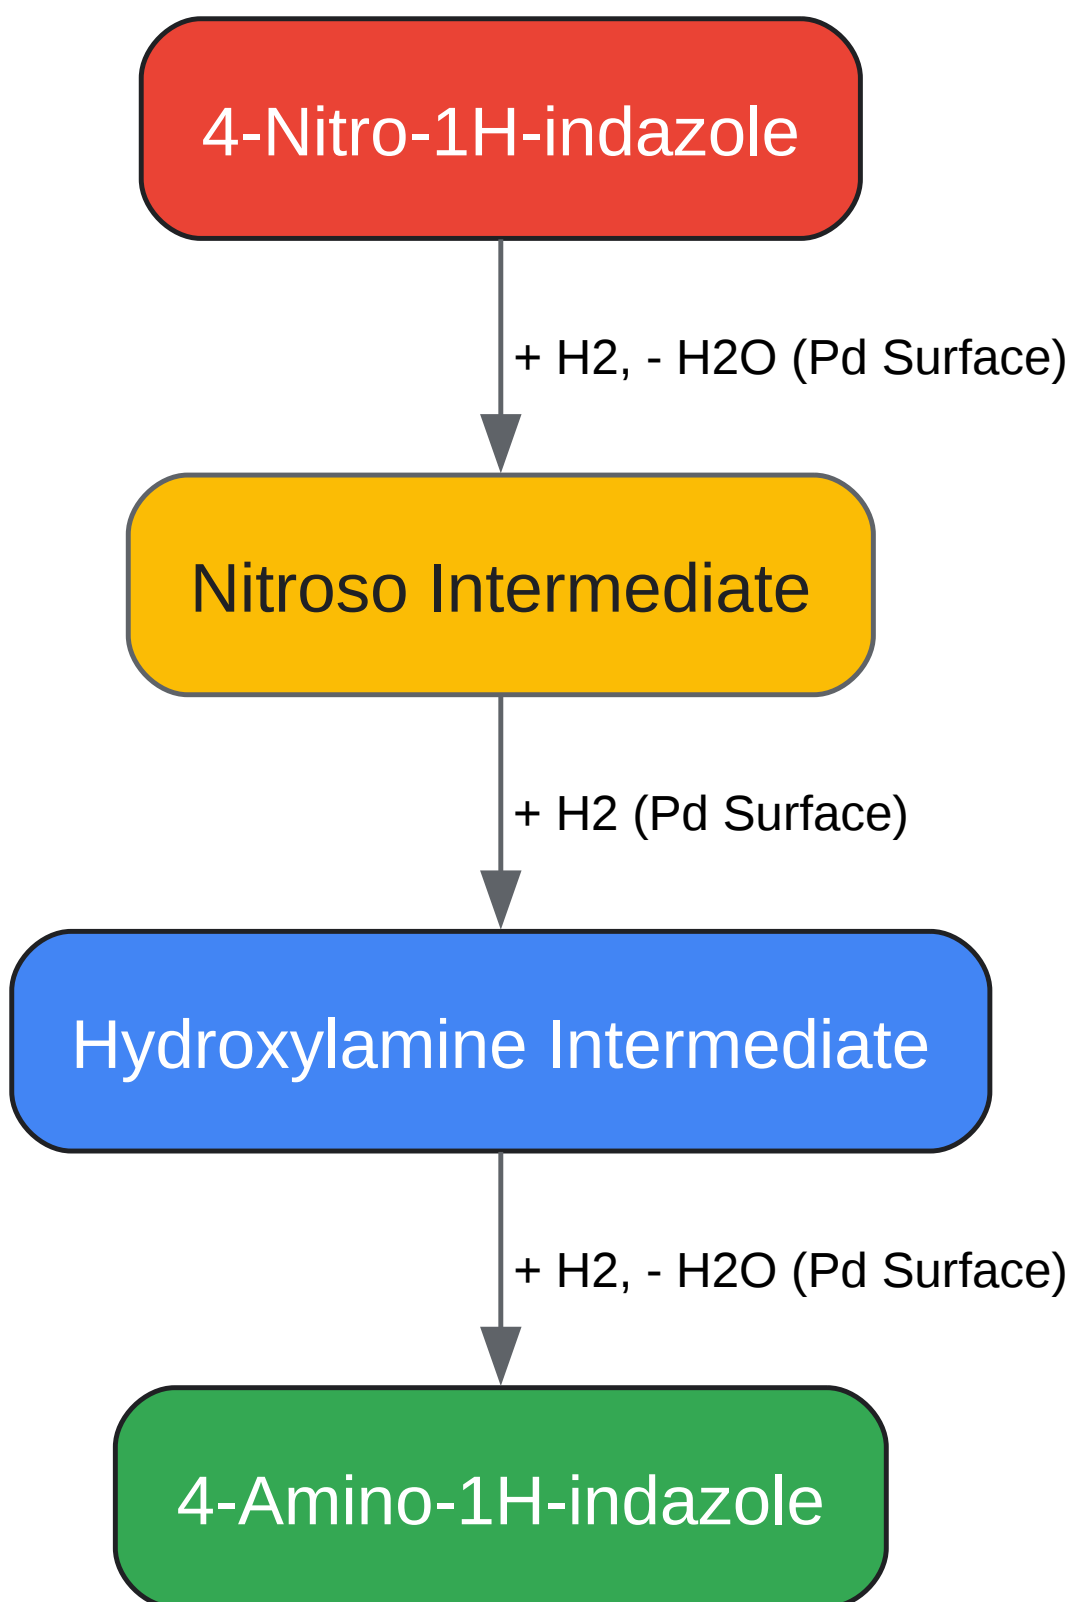 4-Nitro-1H-indazole
+ H2, - H2O (Pd Surface)
Nitroso Intermediate
+ H2 (Pd Surface)
Hydroxylamine Intermediate
+ H2, - H2O (Pd Surface)
4-Amino-1H-indazole